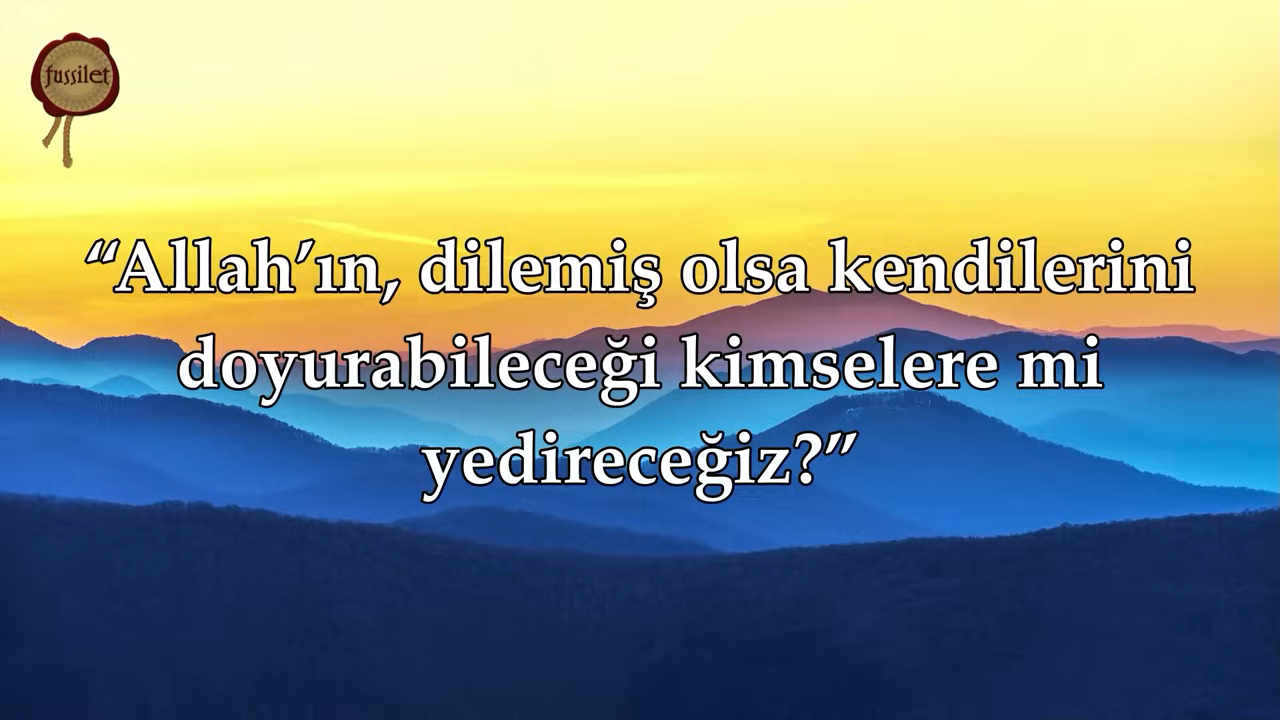 fussilet
“Allah’ın, dilemiş olsa kendilerini
doyurabileceği kimselere mi
yedireceğiz?”